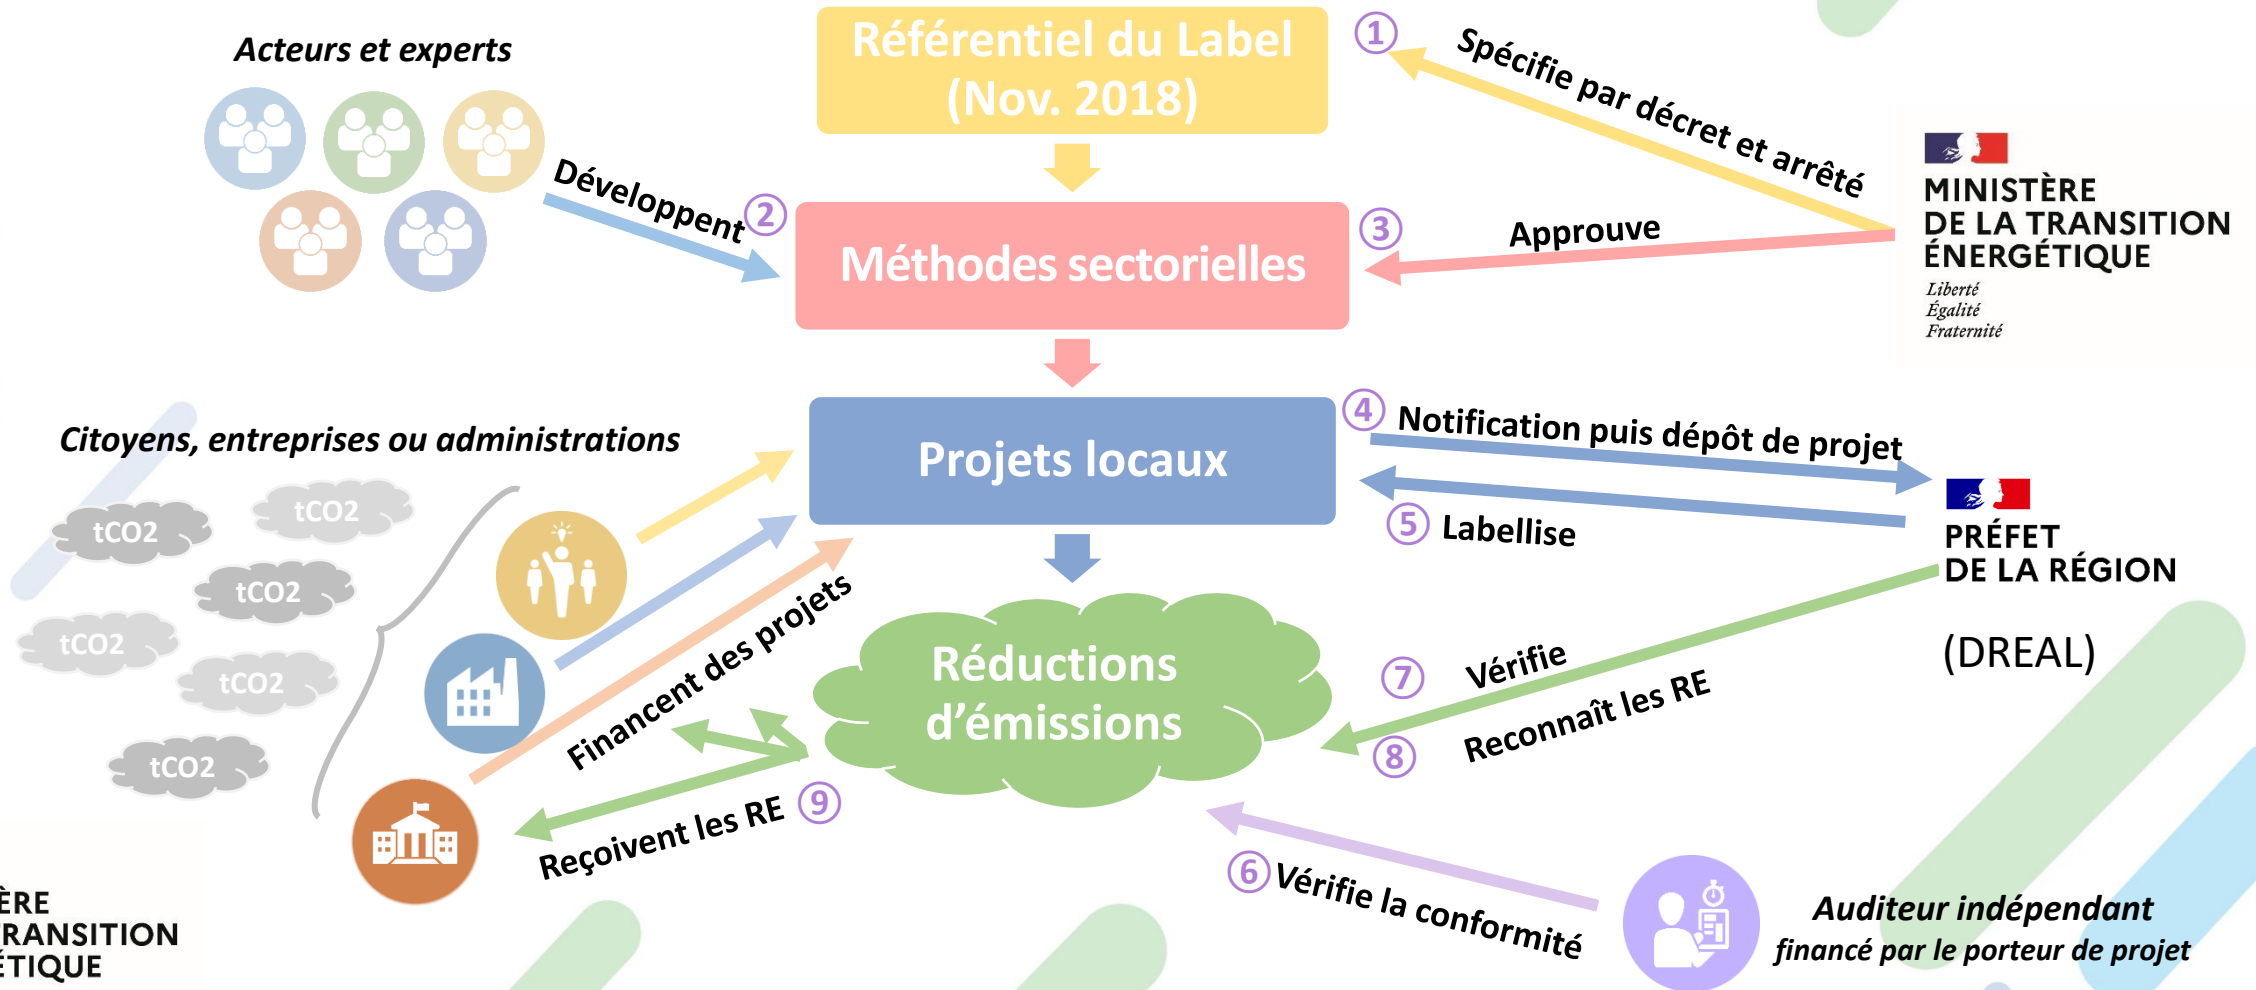 Acteurs et experts
Référentiel du Label
(Nov. 2018)
①
Spécifie par décret et arrêté
MINISTÈRE
DE LA TRANSITION
ÉNERGÉTIQUE
Liberté
Égalité
Fraternité
Développent
②
Méthodes sectorielles
③
Approuve
Citoyens, entreprises ou administrations
Projets locaux
④
Notification puis dépôt de projet
⑤
Labellise
PRÉFET
DE LA RÉGION
(DREAL)
tCO2
tCO2
tCO2
tCO2
tCO2
tCO2
Financent des projets
Réductions
d’émissions
⑦
Vérifie
⑧
Reconnaît les RE
Reçoivent les RE
⑨
⑥
Vérifie la conformité
Auditeur indépendant
financé par le porteur de projet
ÈRE
RANSITION
ÉTIQUE